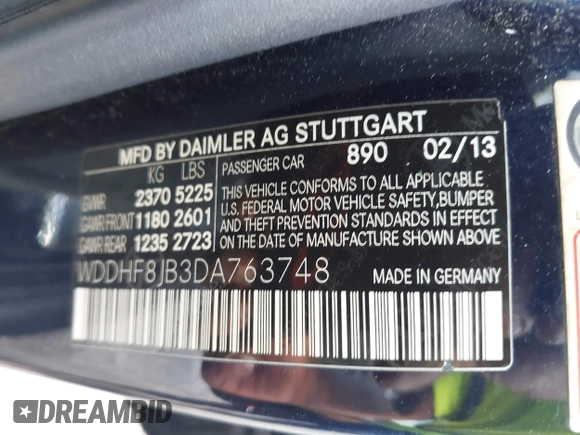 MFD BY DAIMLER AG STUTTGART
KG LBS
GVWR 2370 5225
GAWR FRONT 1180 2601
GAWR REAR 1235 2723
PASSENGER CAR 890 02/13
THIS VEHICLE CONFORMS TO ALL APPLICABLE
U.S. FEDERAL MOTOR VEHICLE SAFETY,BUMPER
AND THEFT PREVENTION STANDARDS IN EFFECT
ON THE DATE OF MANUFACTURE SHOWN ABOVE.
WDDHF8JB3DA763748
MADE IN GERMANY
DREAMBID